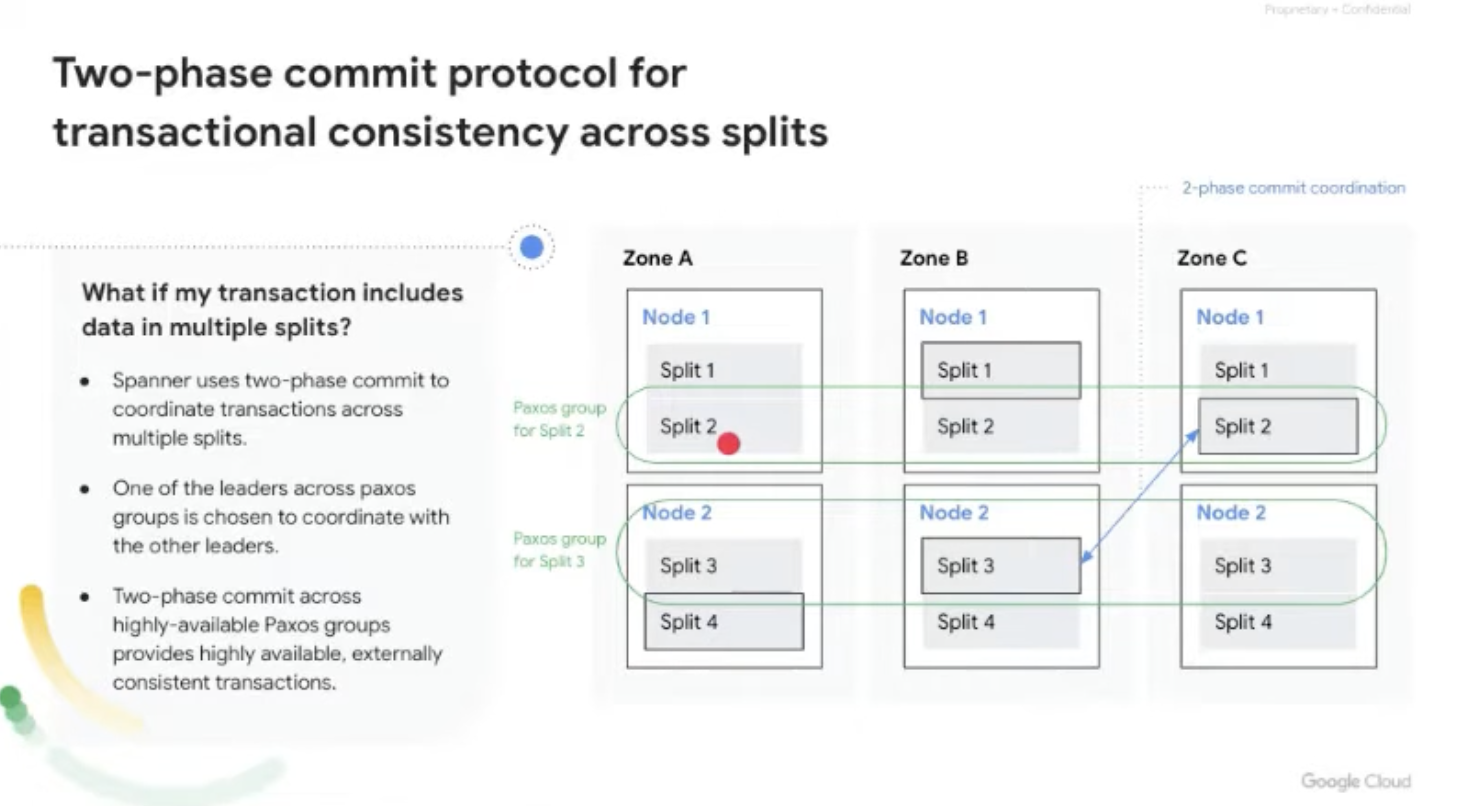 Proprietary + Confidential
Two-phase commit protocol for
transactional consistency across splits
2-phase commit coordination
What if my transaction includes
data in multiple splits?
● Spanner uses two-phase commit to
coordinate transactions across
multiple splits.
● One of the leaders across paxos
groups is chosen to coordinate with
the other leaders.
● Two-phase commit across
highly-available Paxos groups
provides highly available, externally
consistent transactions.
Paxos group
for Split 2
Paxos group
for Split 3
Zone A
Node 1
Split 1
Split 2
Node 2
Split 3
Split 4
Zone B
Node 1
Split 1
Split 2
Node 2
Split 3
Split 4
Zone C
Node 1
Split 1
Split 2
Node 2
Split 3
Split 4
Google Cloud